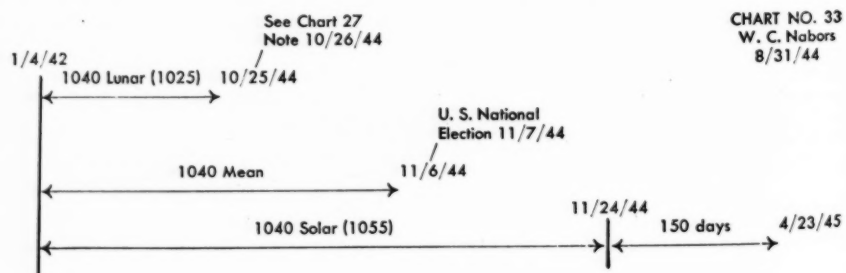 See Chart 27
Note 10/26/44
CHART NO. 33
W. C. Nabors
8/31/44
1/4/42
1040 Lunar (1025)
10/25/44
U. S. National
Election 11/7/44
1040 Mean
11/6/44
11/24/44
1040 Solar (1055)
150 days
4/23/45